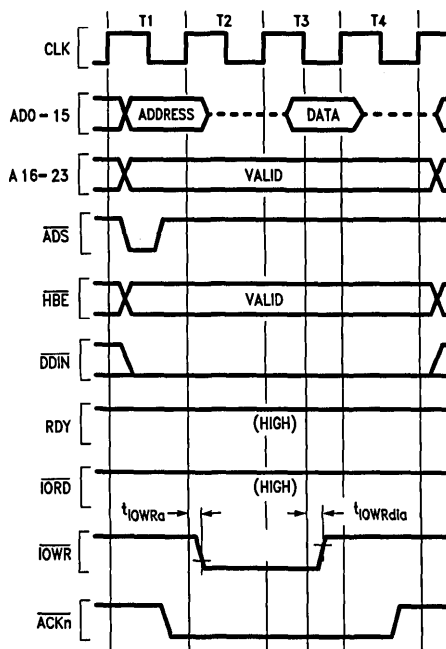 T1 T2 T3 T4
CLK
AD0-15 ADDRESS DATA
A16-23 VALID
ADS
HBE VALID
DDIN
RDY (HIGH)
IORD (HIGH)
tIOWRa tIOWRdia
IOWR
ACKn